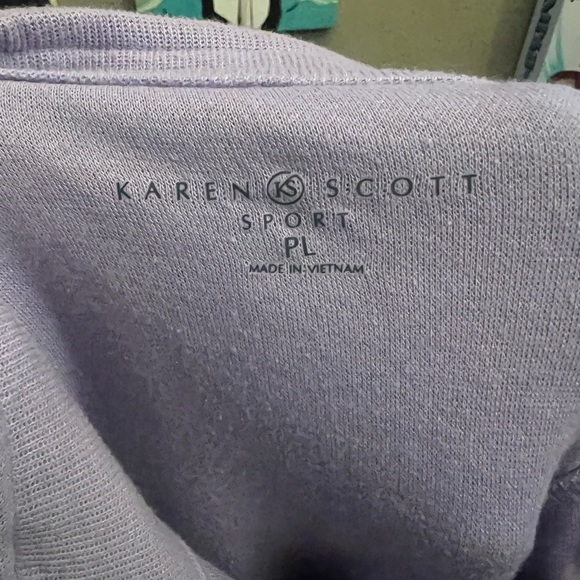 KAREN KS SCOTT
SPORT
PL
MADE IN VIETNAM